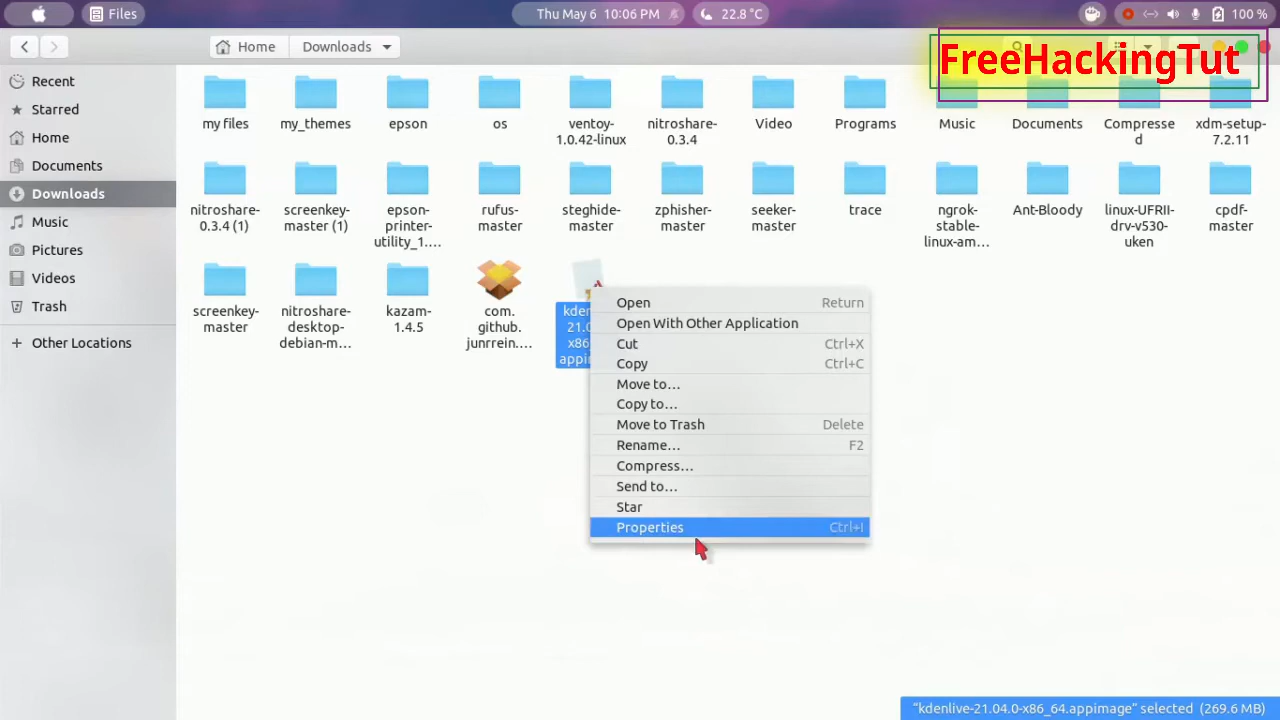 Files
Thu May 6 10:06 PM
22.8 °C
100 %
Home
Downloads
FreeHackingTut
Recent
Starred
Home
Documents
Downloads
Music
Pictures
Videos
Trash
Other Locations
my files
my_themes
epson
os
ventoy-
1.0.42-linux
nitroshare-
0.3.4
Video
Programs
Music
Documents
Compresse
d
xdm-setup-
7.2.11
nitroshare-
0.3.4 (1)
screenkey-
master (1)
epson-
printer-
utility_1....
rufus-
master
steghide-
master
zphisher-
master
seeker-
master
trace
ngrok-
stable-
linux-am...
Ant-Bloody
linux-UFRII-
drv-v530-
uken
cpdf-
master
screenkey-
master
nitroshare-
desktop-
debian-m...
kazam-
1.4.5
com.
github.
junrrein....
Open Return
Open With Other Application
Cut Ctrl+X
Copy Ctrl+C
Move to...
Copy to...
Move to Trash Delete
Rename... F2
Compress...
Send to...
Star
Properties Ctrl+I
“kdenlive-21.04.0-x86_64.appimage” selected (269.6 MB)